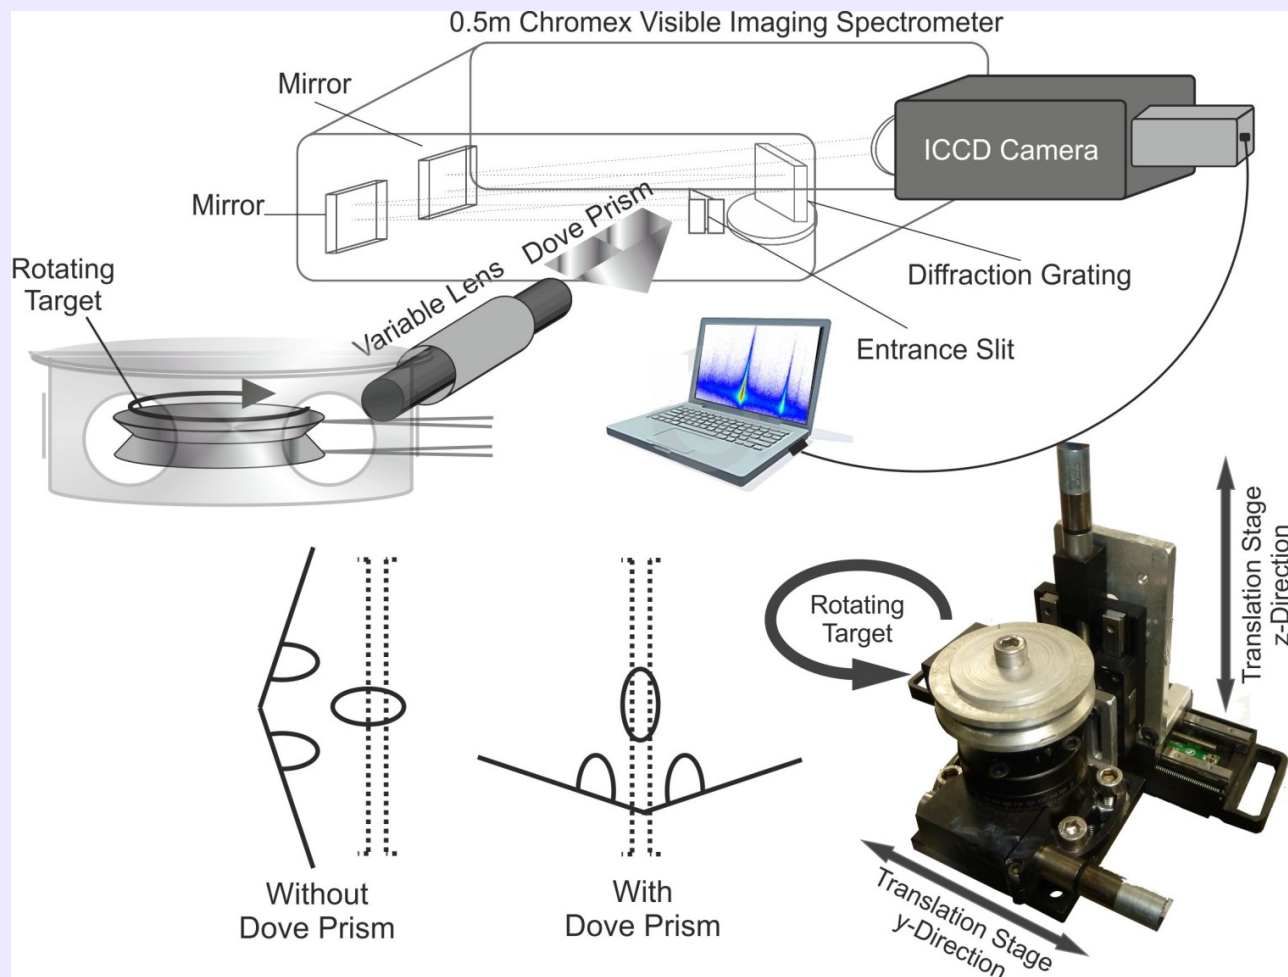 0.5m Chromex Visible Imaging Spectrometer
Mirror
ICCD Camera
Mirror
Dove Prism
Rotating
Target
Variable Lens
Diffraction Grating
Entrance Slit
Translation Stage
z-Direction
Rotating
Target
Without
Dove Prism
With
Dove Prism
Translation Stage
y-Direction